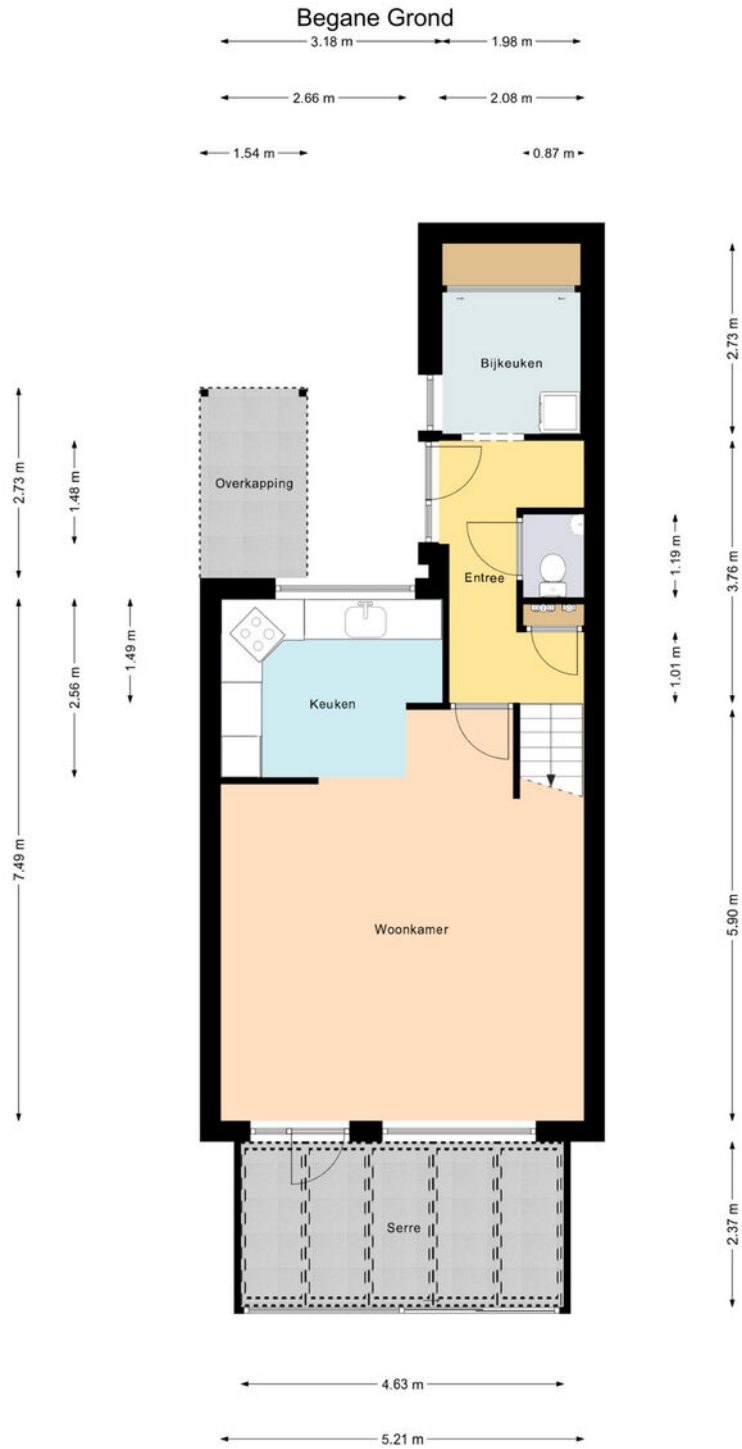 Begane Grond
3.18 m
1.98 m
2.66 m
2.08 m
1.54 m
0.87 m
2.73 m
Bijkeuken
2.73 m
1.48 m
Overkapping
1.19 m
3.76 m
Entree
2.56 m
1.49 m
1.01 m
Keuken
7.49 m
5.90 m
Woonkamer
Serre
2.37 m
4.63 m
5.21 m